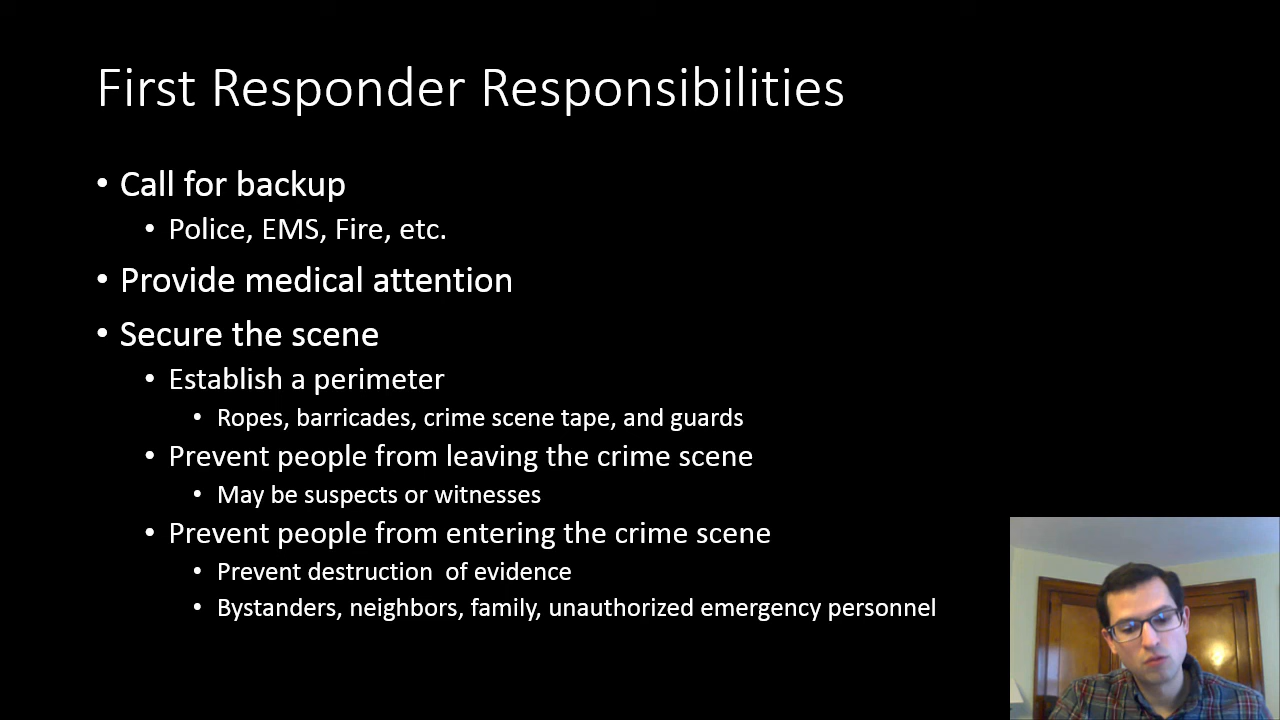 First Responder Responsibilities
• Call for backup
• Police, EMS, Fire, etc.
• Provide medical attention
• Secure the scene
• Establish a perimeter
• Ropes, barricades, crime scene tape, and guards
• Prevent people from leaving the crime scene
• May be suspects or witnesses
• Prevent people from entering the crime scene
• Prevent destruction  of evidence
• Bystanders, neighbors, family, unauthorized emergency personnel